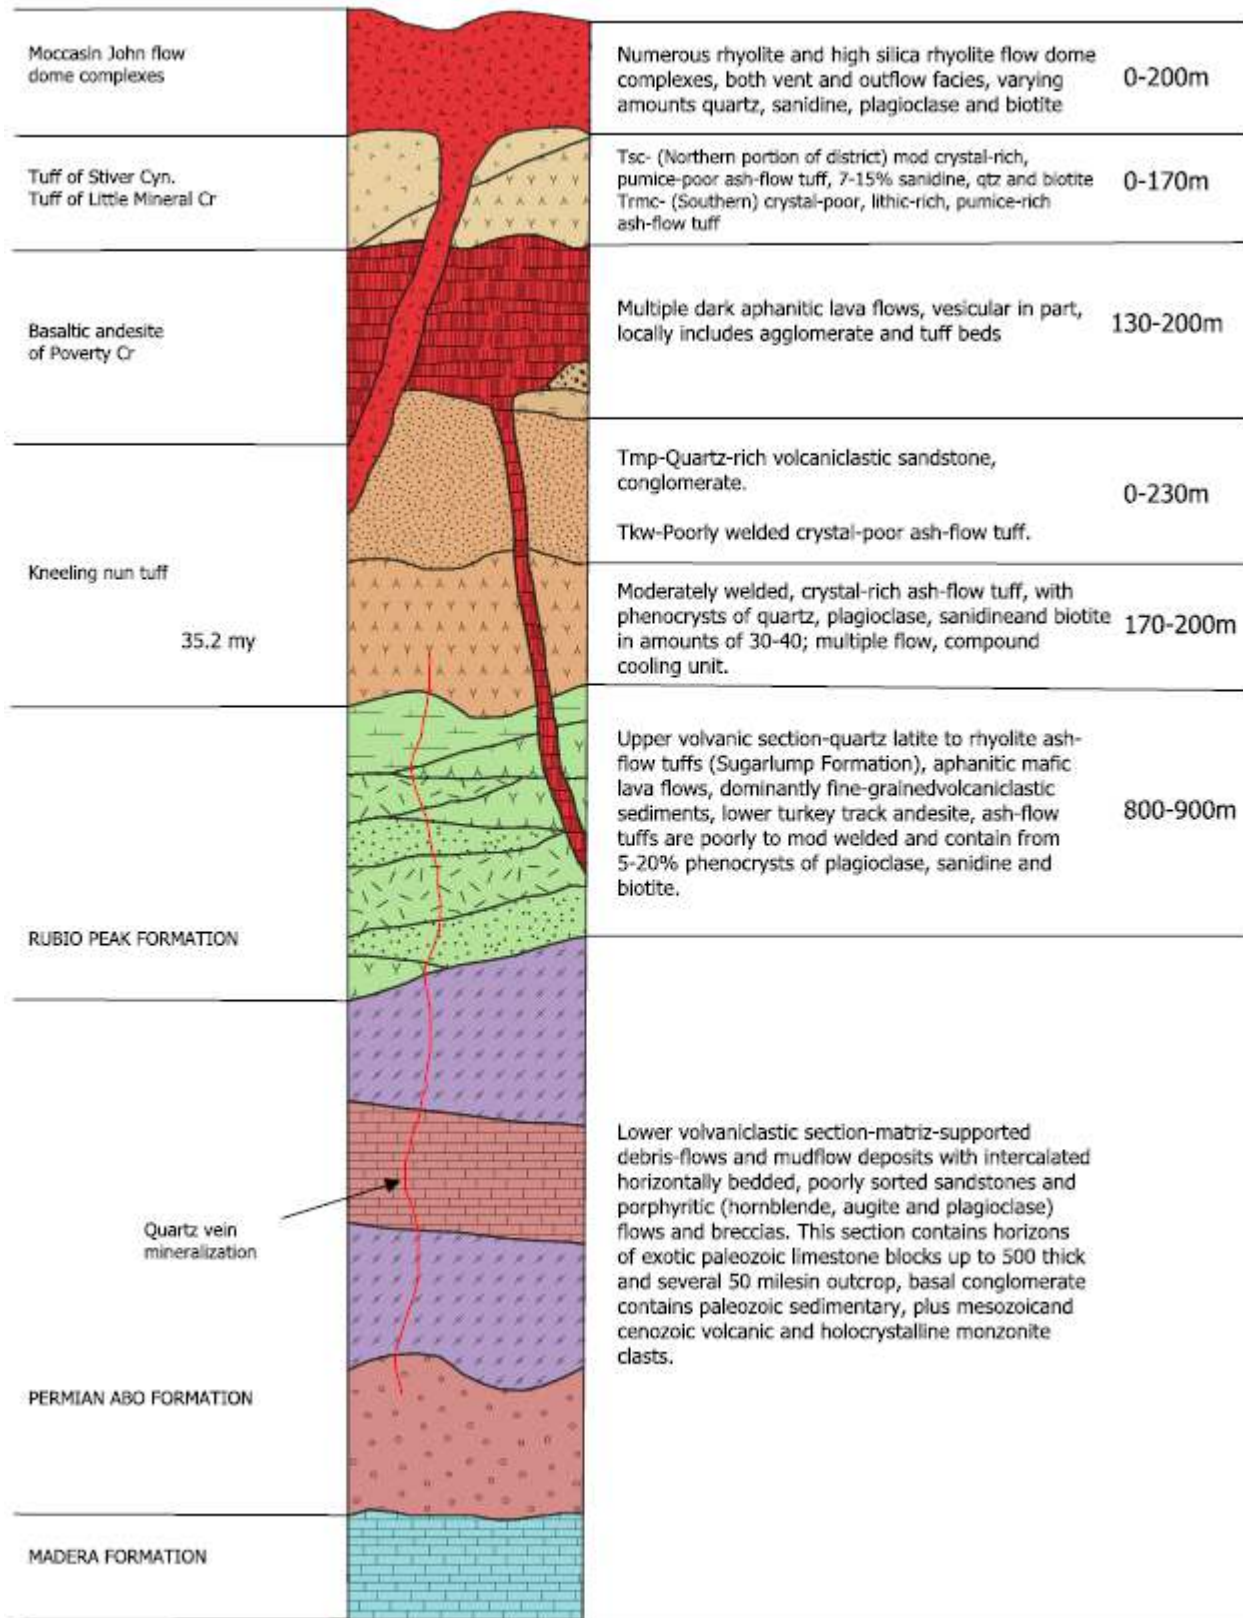 Moccasin John flow
dome complexes
Numerous rhyolite and high silica rhyolite flow dome
complexes, both vent and outflow facies, varying
amounts quartz, sanidine, plagioclase and biotite
0-200m
Tuff of Stiver Cyn.
Tuff of Little Mineral Cr
Tsc- (Northern portion of district) mod crystal-rich,
pumice-poor ash-flow tuff, 7-15% sanidine, qtz and biotite
Trmc- (Southern) crystal-poor, lithic-rich, pumice-rich
ash-flow tuff
0-170m
Basaltic andesite
of Poverty Cr
Multiple dark aphanitic lava flows, vesicular in part,
locally includes agglomerate and tuff beds
130-200m
Tmp-Quartz-rich volcaniclastic sandstone,
conglomerate.
Tkw-Poorly welded crystal-poor ash-flow tuff.
0-230m
Kneeling nun tuff
35.2 my
Moderately welded, crystal-rich ash-flow tuff, with
phenocrysts of quartz, plagioclase, sanidineand biotite
in amounts of 30-40; multiple flow, compound
cooling unit.
170-200m
Upper volvanic section-quartz latite to rhyolite ash-
flow tuffs (Sugarlump Formation), aphanitic mafic
lava flows, dominantly fine-grainedvolcaniclastic
sediments, lower turkey track andesite, ash-flow
tuffs are poorly to mod welded and contain from
5-20% phenocrysts of plagioclase, sanidine and
biotite.
800-900m
RUBIO PEAK FORMATION
Quartz vein
mineralization
Lower volvaniclastic section-matriz-supported
debris-flows and mudflow deposits with intercalated
horizontally bedded, poorly sorted sandstones and
porphyritic (hornblende, augite and plagioclase)
flows and breccias. This section contains horizons
of exotic paleozoic limestone blocks up to 500 thick
and several 50 milesin outcrop, basal conglomerate
contains paleozoic sedimentary, plus mesozoicand
cenozoic volcanic and holocrystalline monzonite
clasts.
PERMIAN ABO FORMATION
MADERA FORMATION